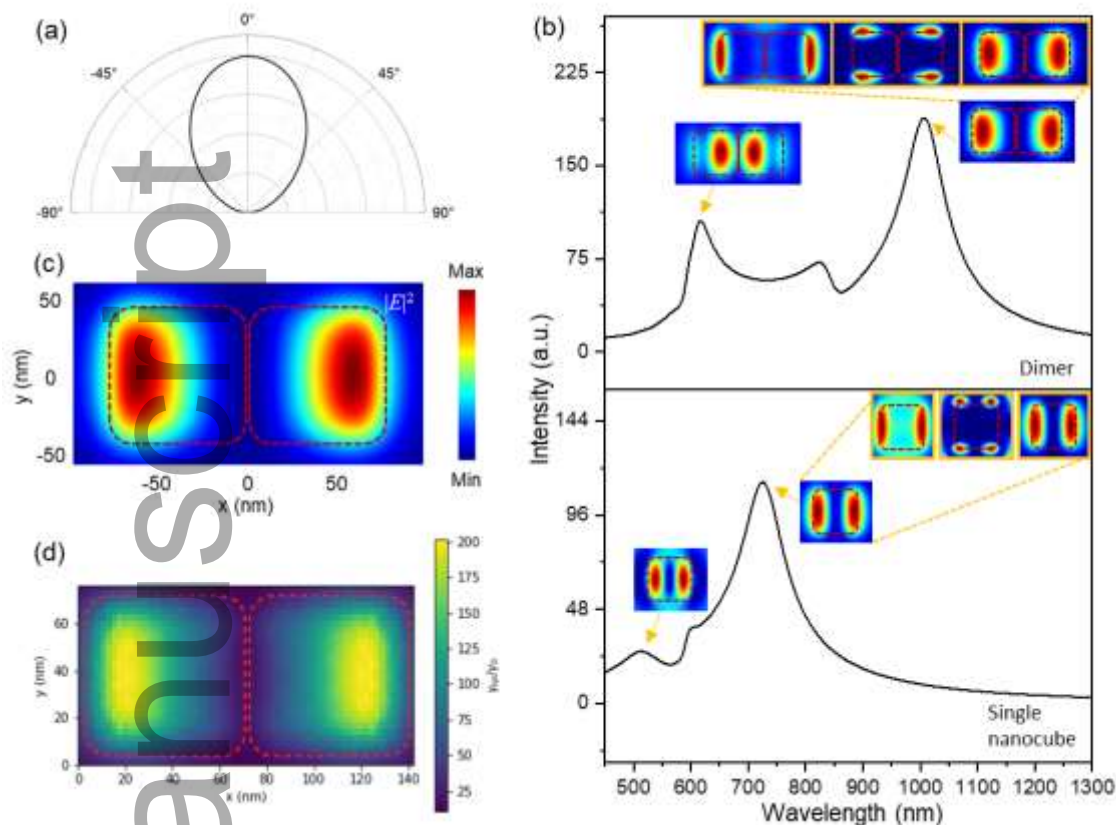 (a)
0°
-45°
45°
-90°
90°
(b)
225
150
75
0
Dimer
Intensity (a.u.)
144
96
48
0
Single
nanocube
500 600 700 800 900 1000 1100 1200 1300
Wavelength (nm)
(c)
|E|²
50
0
-50
y (nm)
-50 0 50
x (nm)
Max
Min
(d)
60
40
20
0
y (nm)
0 20 40 60 80 100 120 140
x (nm)
200
175
150
125
100
75
50
25
anuscript